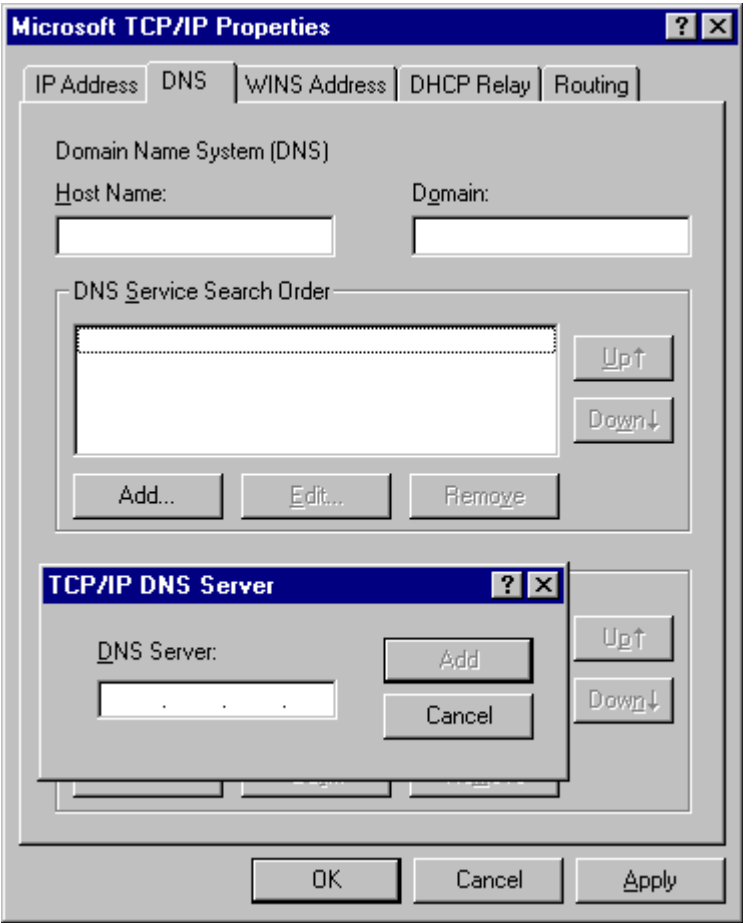 Microsoft TCP/IP Properties
IP Address DNS WINS Address DHCP Relay Routing
Domain Name System (DNS)
Host Name: Domain:
DNS Service Search Order
Up↑
Down↓
Add... Edit... Remove
TCP/IP DNS Server
DNS Server: Add
. . . Cancel
Up↑
Down↓
OK Cancel Apply